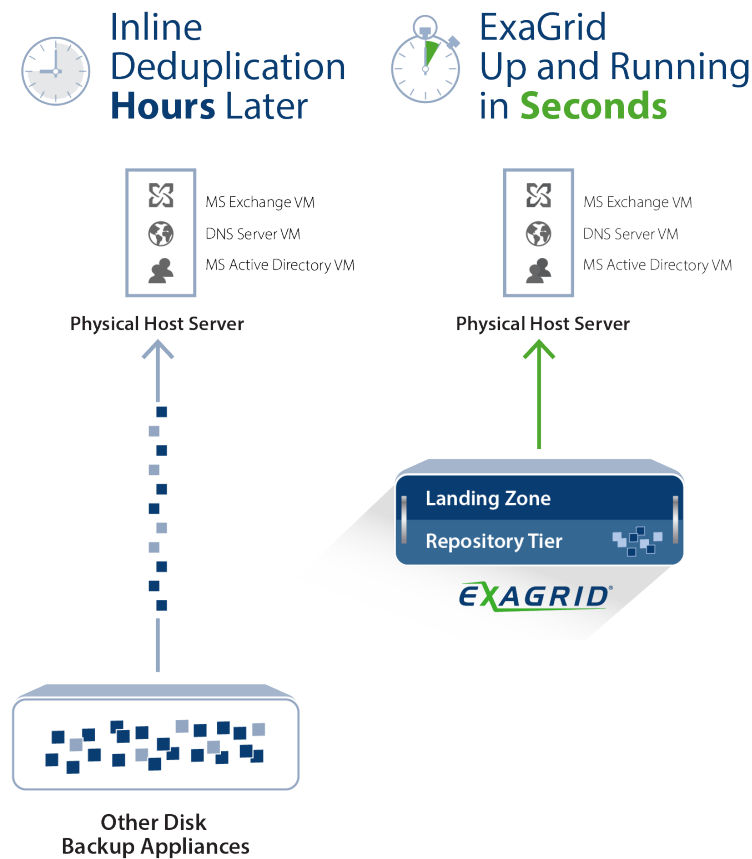 Inline
Deduplication
Hours Later
MS Exchange VM
DNS Server VM
MS Active Directory VM
Physical Host Server
Other Disk
Backup Appliances
ExaGrid
Up and Running
in Seconds
MS Exchange VM
DNS Server VM
MS Active Directory VM
Physical Host Server
Landing Zone
Repository Tier
EXAGRID®